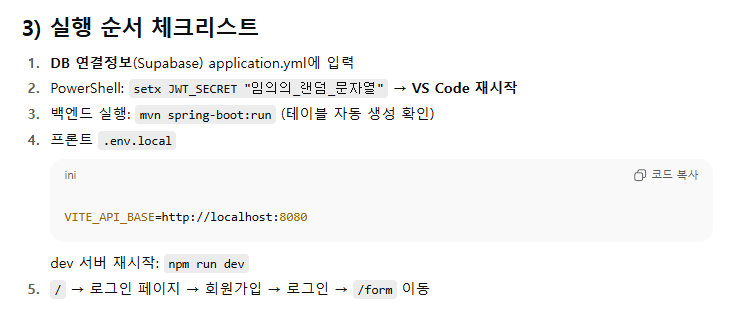 3) 실행 순서 체크리스트
1. DB 연결정보(Supabase) application.yml에 입력
2. PowerShell: setx JWT_SECRET "임의의_랜덤_문자열" → VS Code 재시작
3. 백엔드 실행: mvn spring-boot:run (테이블 자동 생성 확인)
4. 프론트 .env.local
ini
코드 복사
VITE_API_BASE=http://localhost:8080
dev 서버 재시작: npm run dev
5. / → 로그인 페이지 → 회원가입 → 로그인 → /form 이동